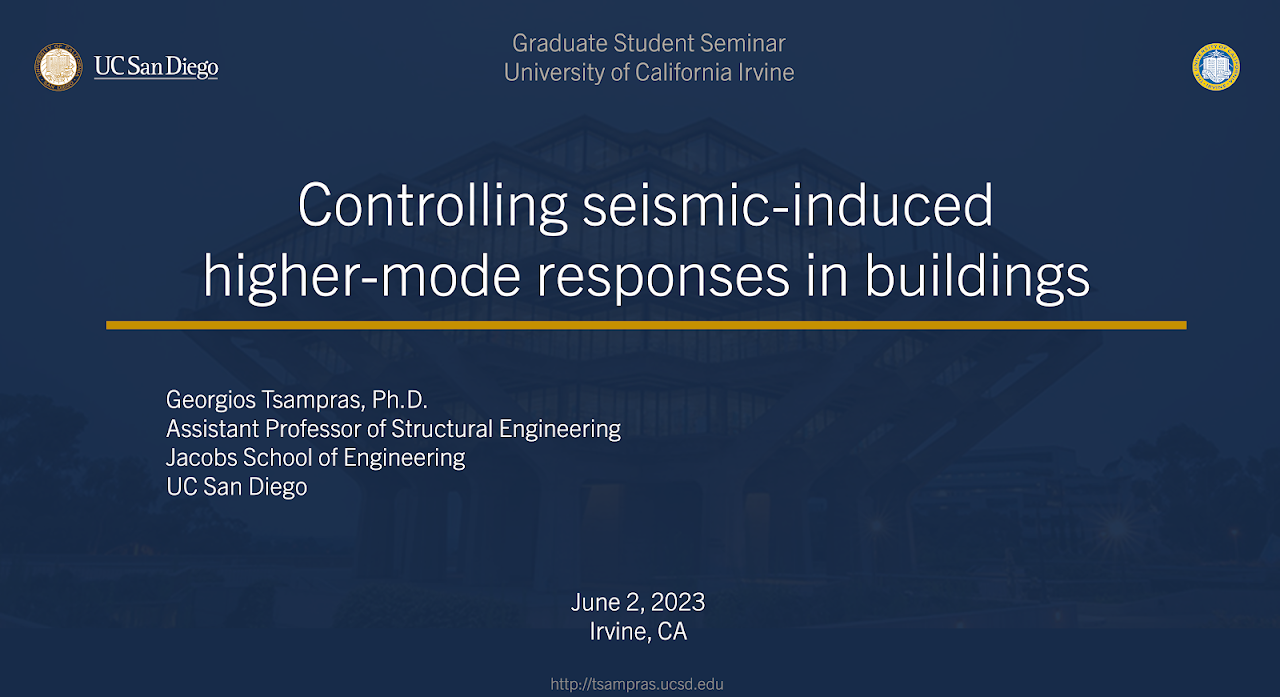 Graduate Student Seminar
University of California Irvine
UC San Diego
Controlling seismic-induced
higher-mode responses in buildings
Georgios Tsampras, Ph.D.
Assistant Professor of Structural Engineering
Jacobs School of Engineering
UC San Diego
June 2, 2023
Irvine, CA
http://tsampras.ucsd.edu